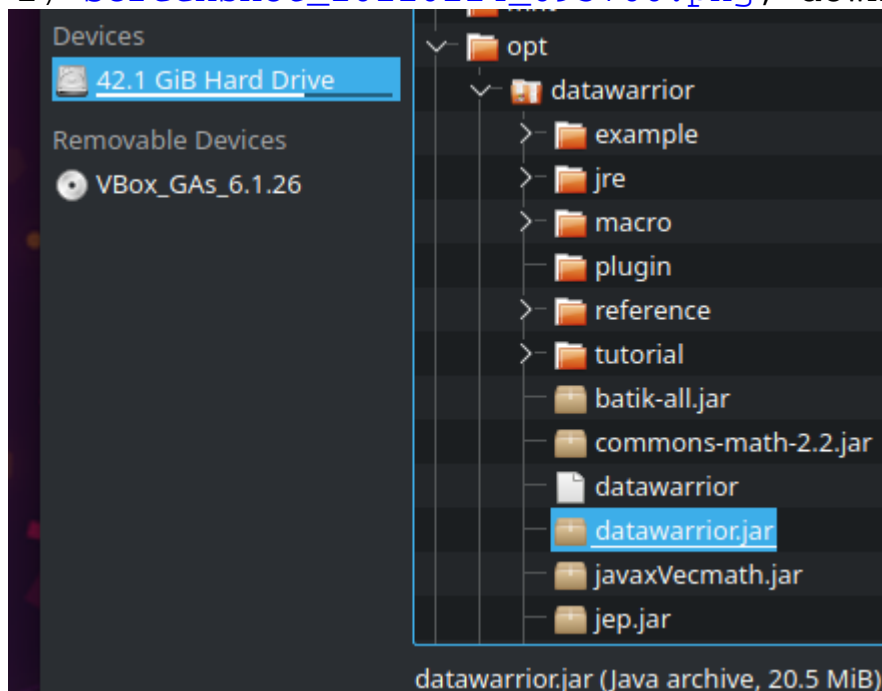 Devices
42.1 GiB Hard Drive
Removable Devices
VBox_GAs_6.1.26
opt
datawarrior
example
jre
macro
plugin
reference
tutorial
batik-all.jar
commons-math-2.2.jar
datawarrior
datawarrior.jar
javaxVecmath.jar
jep.jar
datawarrior.jar (Java archive, 20.5 MiB)